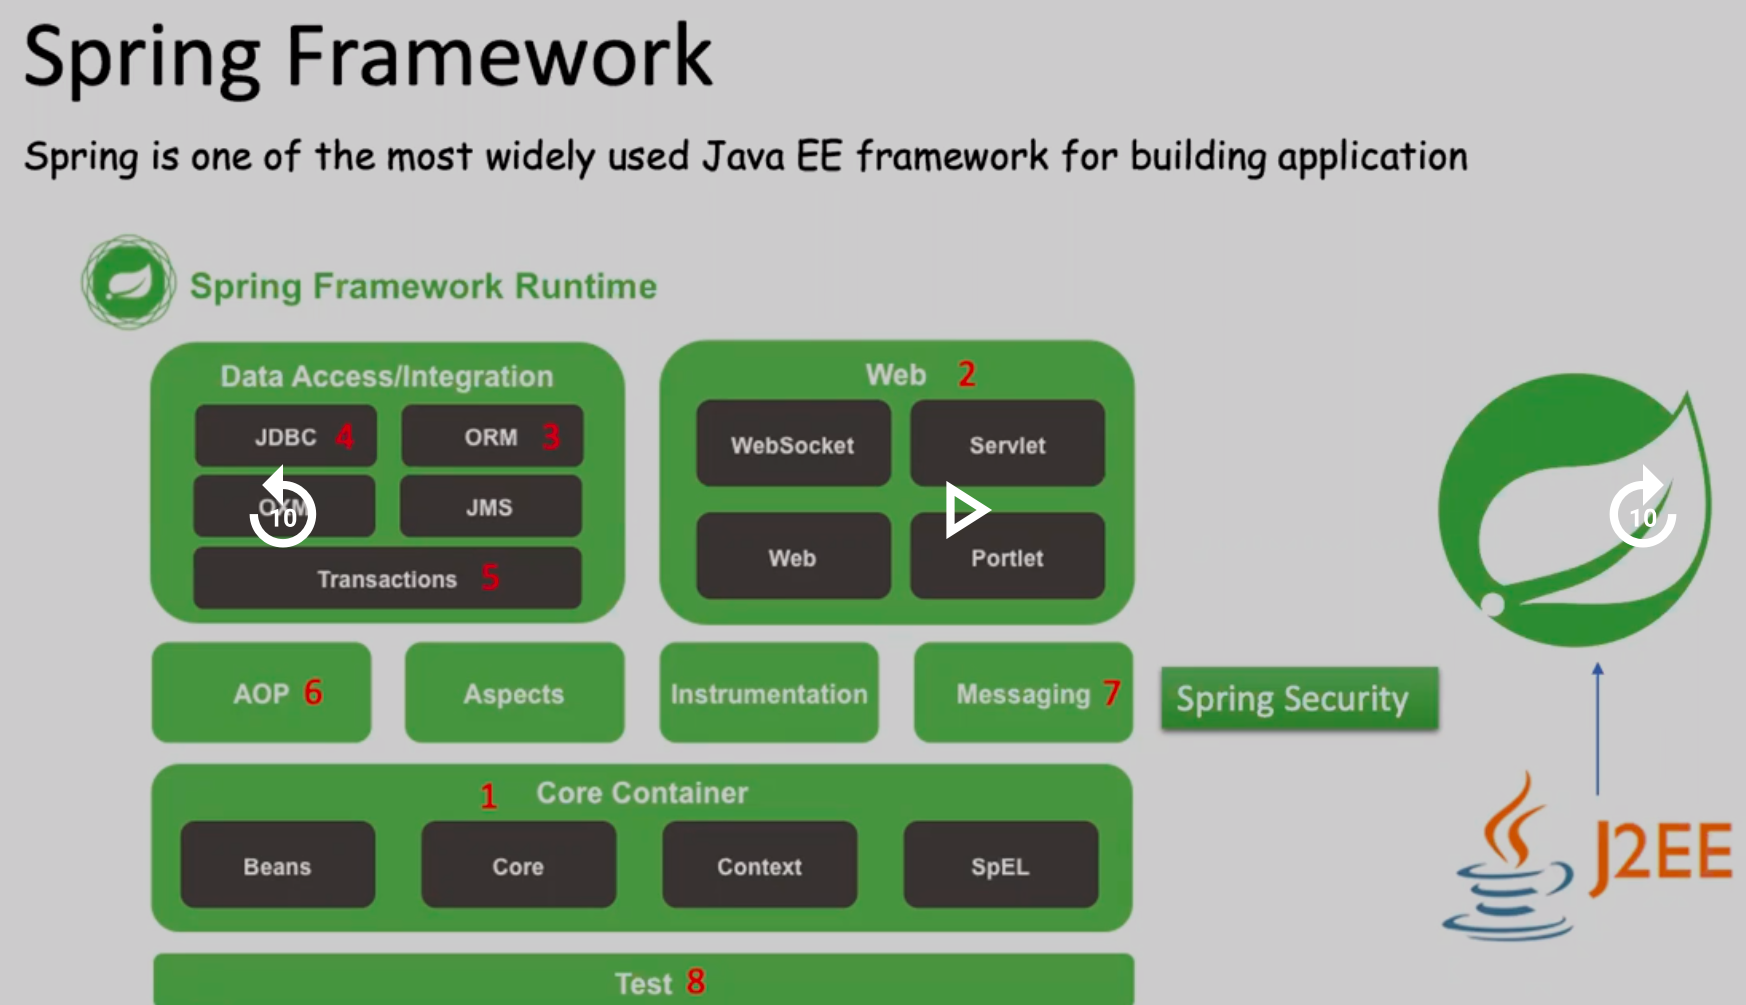 Spring Framework
Spring is one of the most widely used Java EE framework for building application
Spring Framework Runtime
Data Access/Integration
JDBC 4
ORM 3
OXM
JMS
Transactions 5
Web 2
WebSocket
Servlet
Web
Portlet
10
10
AOP 6
Aspects
Instrumentation
Messaging 7
Spring Security
1 Core Container
Beans
Core
Context
SpEL
J2EE
Test 8